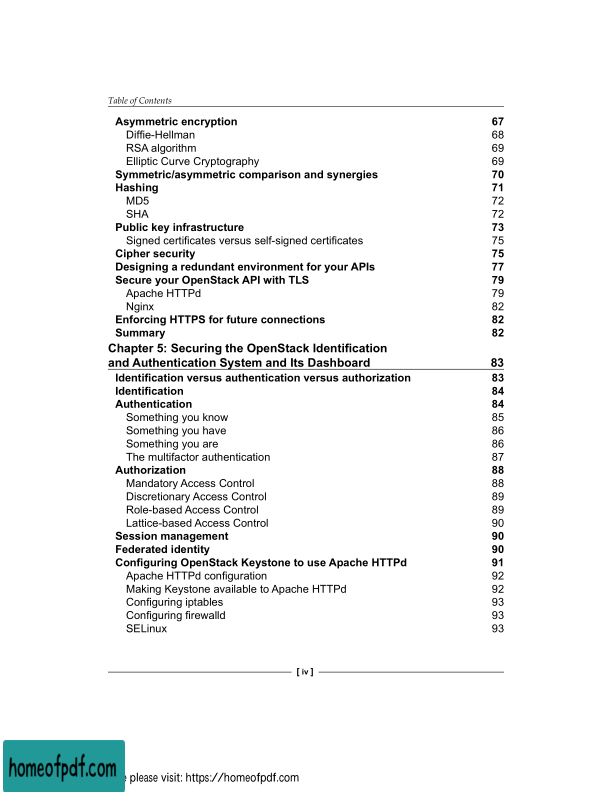 Table of Contents
Asymmetric encryption 67
Diffie-Hellman 68
RSA algorithm 69
Elliptic Curve Cryptography 69
Symmetric/asymmetric comparison and synergies 70
Hashing 71
MD5 72
SHA 72
Public key infrastructure 73
Signed certificates versus self-signed certificates 75
Cipher security 75
Designing a redundant environment for your APIs 77
Secure your OpenStack API with TLS 79
Apache HTTPd 79
Nginx 82
Enforcing HTTPS for future connections 82
Summary 82
Chapter 5: Securing the OpenStack Identification
and Authentication System and Its Dashboard 83
Identification versus authentication versus authorization 83
Identification 84
Authentication 84
Something you know 85
Something you have 86
Something you are 86
The multifactor authentication 87
Authorization 88
Mandatory Access Control 88
Discretionary Access Control 89
Role-based Access Control 89
Lattice-based Access Control 90
Session management 90
Federated identity 90
Configuring OpenStack Keystone to use Apache HTTPd 91
Apache HTTPd configuration 92
Making Keystone available to Apache HTTPd 92
Configuring iptables 93
Configuring firewalld 93
SELinux 93
[ iv ]
homeofpdf.com
please visit: https://homeofpdf.com